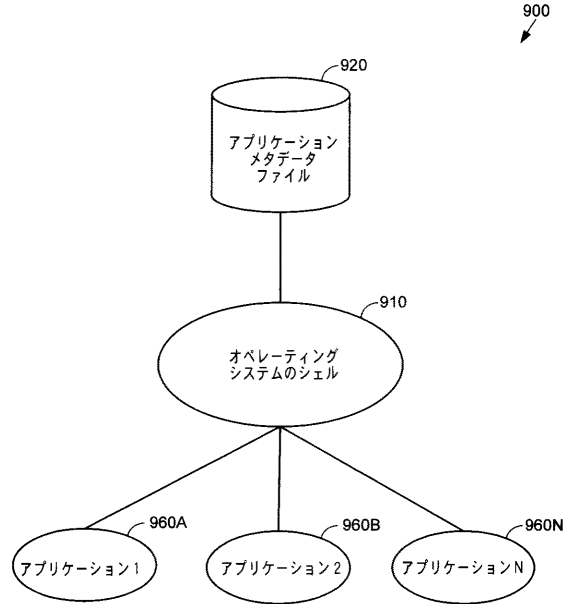 900
920
アプリケーション
メタデータ
ファイル
910
オペレーティング
システムのシェル
960A
960B
960N
アプリケーション1
アプリケーション2
アプリケーションN